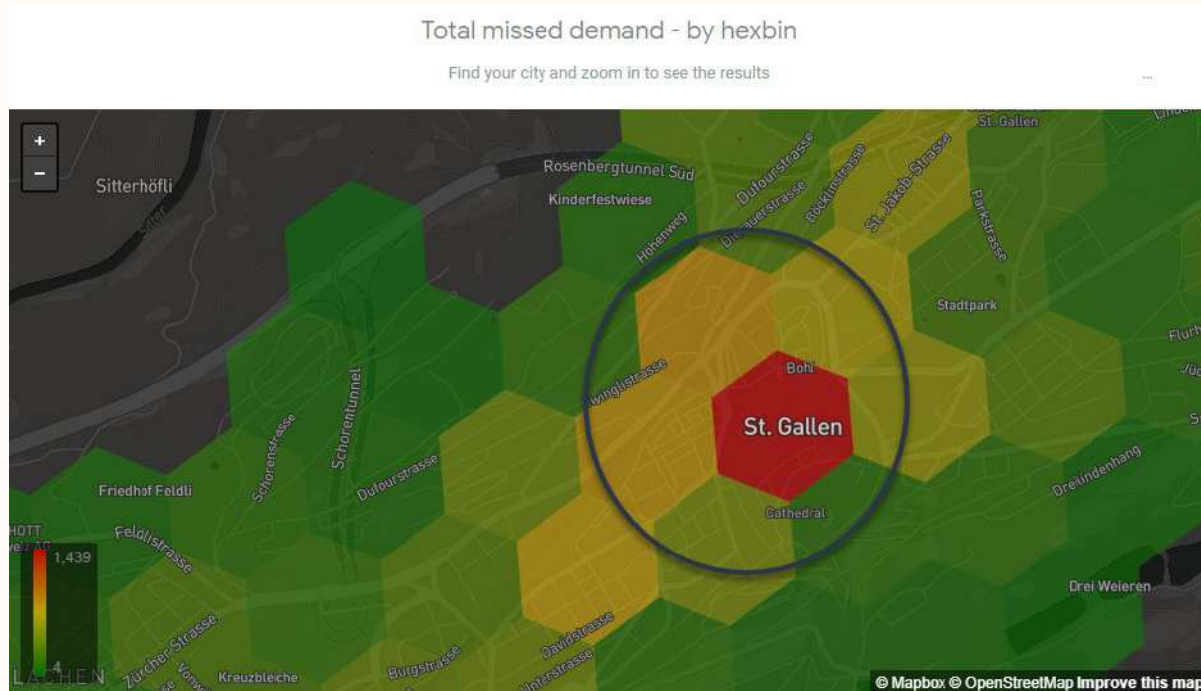 Total missed demand - by hexbin
Find your city and zoom in to see the results
...
+
−
St. Gallen
Rosenbergtunnel Süd
Sitterhöfli
Kinderfestwiese
Dufourstrasse
Böcklinstrasse
St. Jakob-Strasse
Parkstrasse
Höhenweg
Stadtpark
Bohl
St. Gallen
Schorenstrasse
Schorentunnel
Dufourstrasse
Friedhof Feldli
Cathedral
Dreilindenhang
Feldlistrasse
1,439
4
Drei Weieren
Zürcher Strasse
Kreuzbleiche
Burgstrasse
Davidstrasse
© Mapbox © OpenStreetMap Improve this map